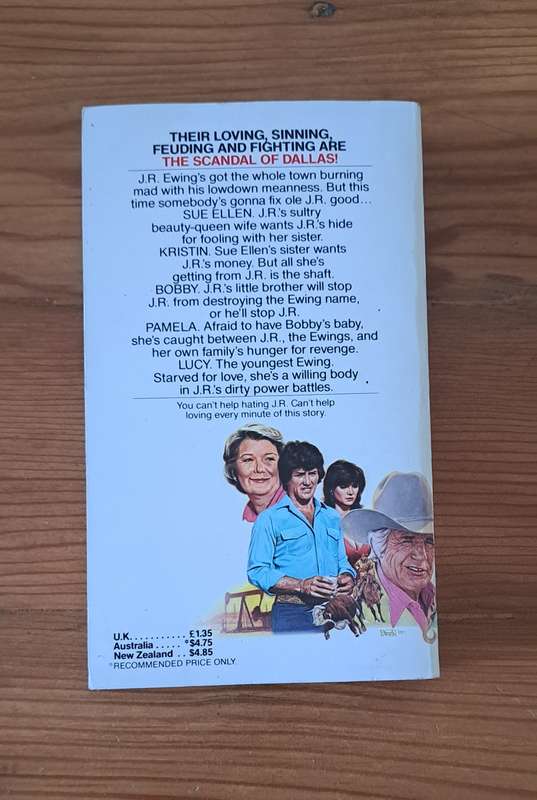 THEIR LOVING, SINNING,
FEUDING AND FIGHTING ARE
THE SCANDAL OF DALLAS!
J.R. Ewing's got the whole town burning
mad with his lowdown meanness. But this
time somebody's gonna fix ole J.R. good...
SUE ELLEN. J.R.'s sultry
beauty-queen wife wants J.R.'s hide
for fooling with her sister.
KRISTIN. Sue Ellen's sister wants
J.R.'s money. But all she's
getting from J.R. is the shaft.
BOBBY. J.R.'s little brother will stop
J.R. from destroying the Ewing name,
or he'll stop J.R.
PAMELA. Afraid to have Bobby's baby,
she's caught between J.R., the Ewings, and
her own family's hunger for revenge.
LUCY. The youngest Ewing.
Starved for love, she's a willing body
in J.R.'s dirty power battles.
You can't help hating J.R. Can't help
loving every minute of this story.
U.K. . . . . . . . . . . £1.35
Australia . . . . . *$4.75
New Zealand . . $4.85
*RECOMMENDED PRICE ONLY